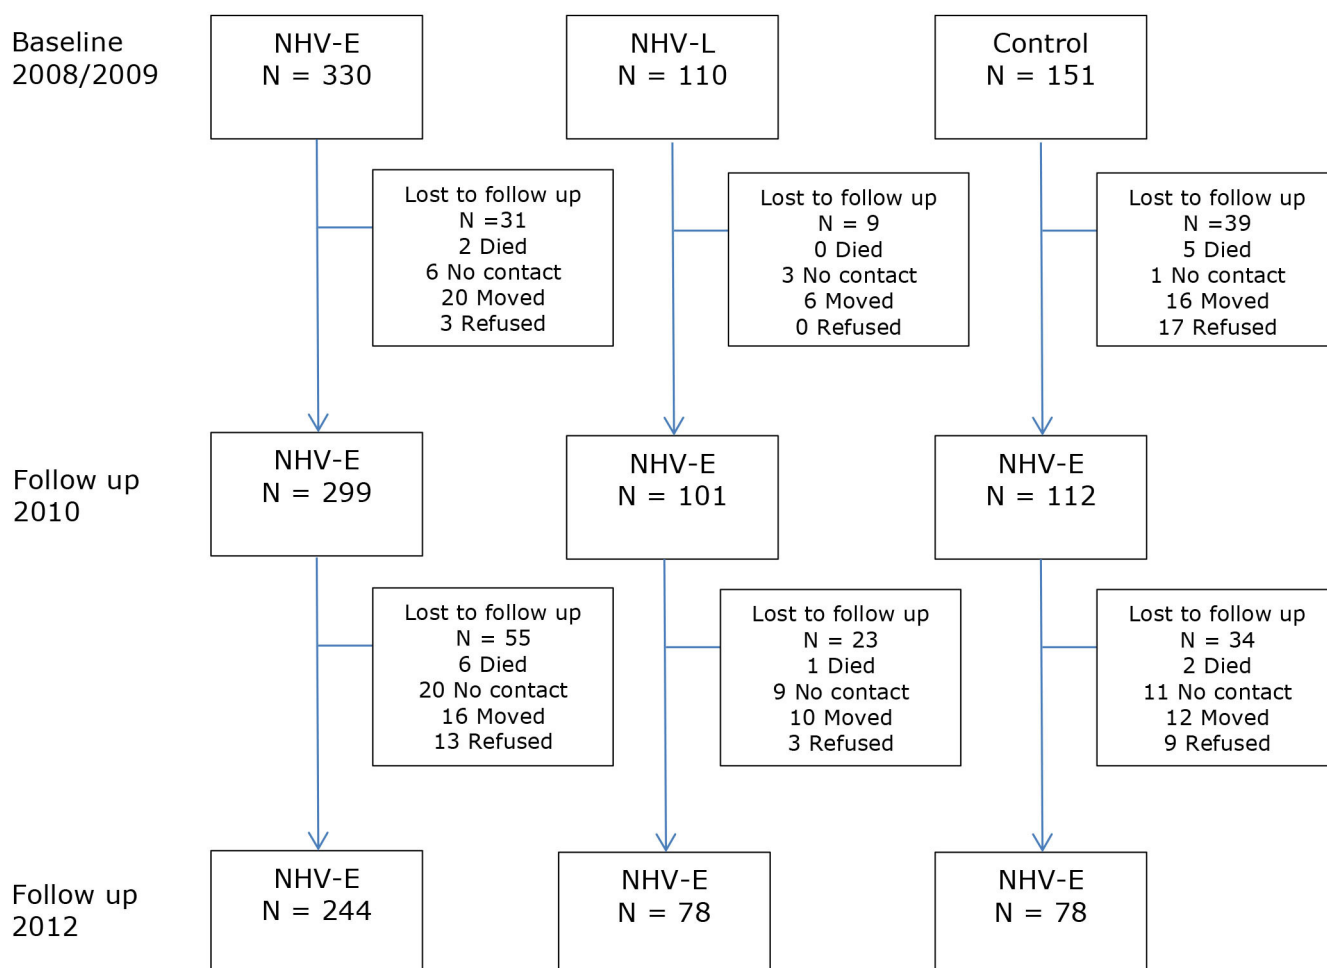 Baseline
2008/2009
NHV-E
N = 330
NHV-L
N = 110
Control
N = 151
Lost to follow up
N =31
2 Died
6 No contact
20 Moved
3 Refused
Lost to follow up
N = 9
0 Died
3 No contact
6 Moved
0 Refused
Lost to follow up
N =39
5 Died
1 No contact
16 Moved
17 Refused
Follow up
2010
NHV-E
N = 299
NHV-E
N = 101
NHV-E
N = 112
Lost to follow up
N = 55
6 Died
20 No contact
16 Moved
13 Refused
Lost to follow up
N = 23
1 Died
9 No contact
10 Moved
3 Refused
Lost to follow up
N = 34
2 Died
11 No contact
12 Moved
9 Refused
Follow up
2012
NHV-E
N = 244
NHV-E
N = 78
NHV-E
N = 78